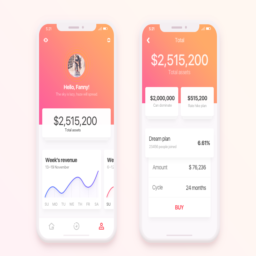 Hello, Fanny!
$2,515,200
Total assets
Week's revenue
We
Total
$2,515,200
Total assets
$2,000,000
$515,200
Dream plan
6.61%
Amount
$ 76,236
Cycle
24 months
BUY